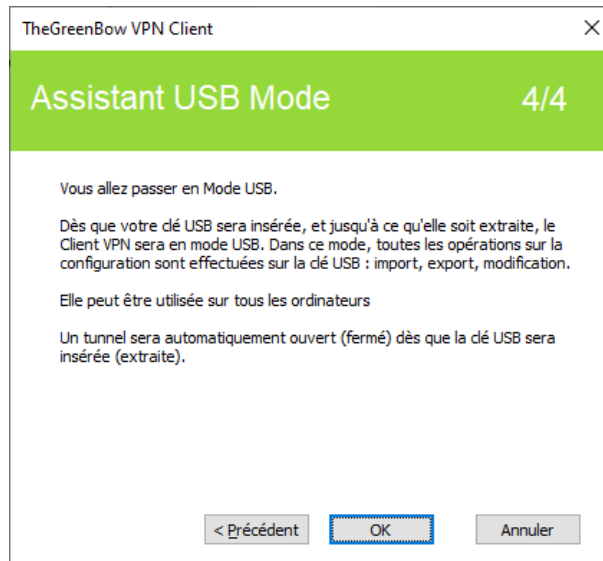 TheGreenBow VPN Client
Assistant USB Mode 4/4
Vous allez passer en Mode USB.
Dès que votre clé USB sera insérée, et jusqu'à ce qu'elle soit extraite, le
Client VPN sera en mode USB. Dans ce mode, toutes les opérations sur la
configuration sont effectuées sur la clé USB : import, export, modification.
Elle peut être utilisée sur tous les ordinateurs
Un tunnel sera automatiquement ouvert (fermé) dès que la clé USB sera
insérée (extraite).
< Précédent OK Annuler